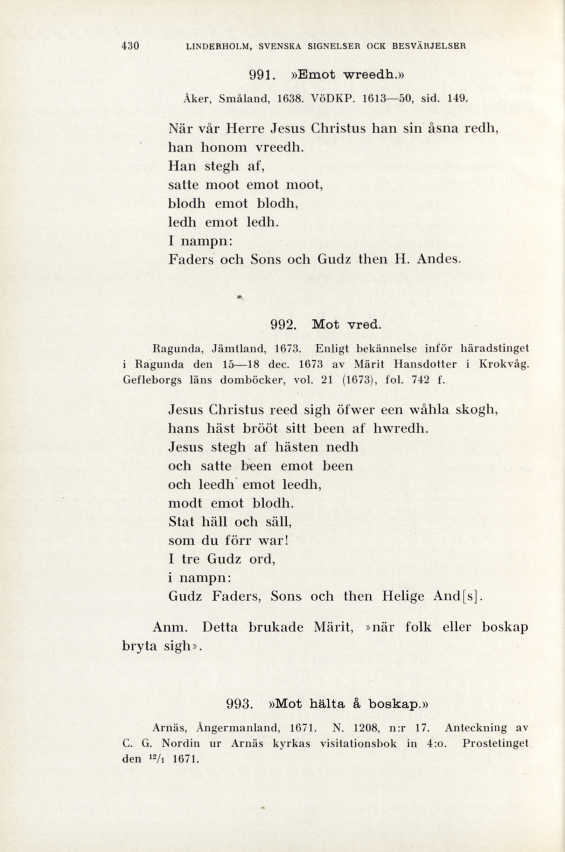 430 LINDERHOLM, SVENSKA SIGNELSER OCK BESVÄRJELSER
991. »Emot wreedh.»
Åker, Småland, 1638. VöDKP. 1613—50, sid. 149.
När vår Herre Jesus Christus han sin åsna redh,
han honom vreedh.
Han stegh af,
satte moot emot moot,
blodh emot blodh,
ledh emot ledh.
I nampn:
Faders och Sons och Gudz then H. Andes.
992. Mot vred.
Ragunda, Jämtland, 1673. Enligt bekännelse inför häradstinget
i Ragunda den 15—18 dec. 1673 av Märit Hansdotter i Krokvåg.
Gefleborgs läns domböcker, vol. 21 (1673), fol. 742 f.
Jesus Christus reed sigh öfwer een wåhla skogh,
hans häst brööt sitt been af hwredh.
Jesus stegh af hästen nedh
och satte been emot been
och leedh emot leedh,
modt emot blodh.
Stat häll och säll,
som du förr war!
I tre Gudz ord,
i nampn:
Gudz Faders, Sons och then Helige And[s].
Anm. Detta brukade Märit, »när folk eller boskap
bryta sigh».
993. »Mot hälta å boskap.»
Arnäs, Ångermanland, 1671. N. 1208, n:r 17. Anteckning av
C. G. Nordin ur Arnäs kyrkas visitationsbok in 4:o. Prostetinget
den 12/1 1671.